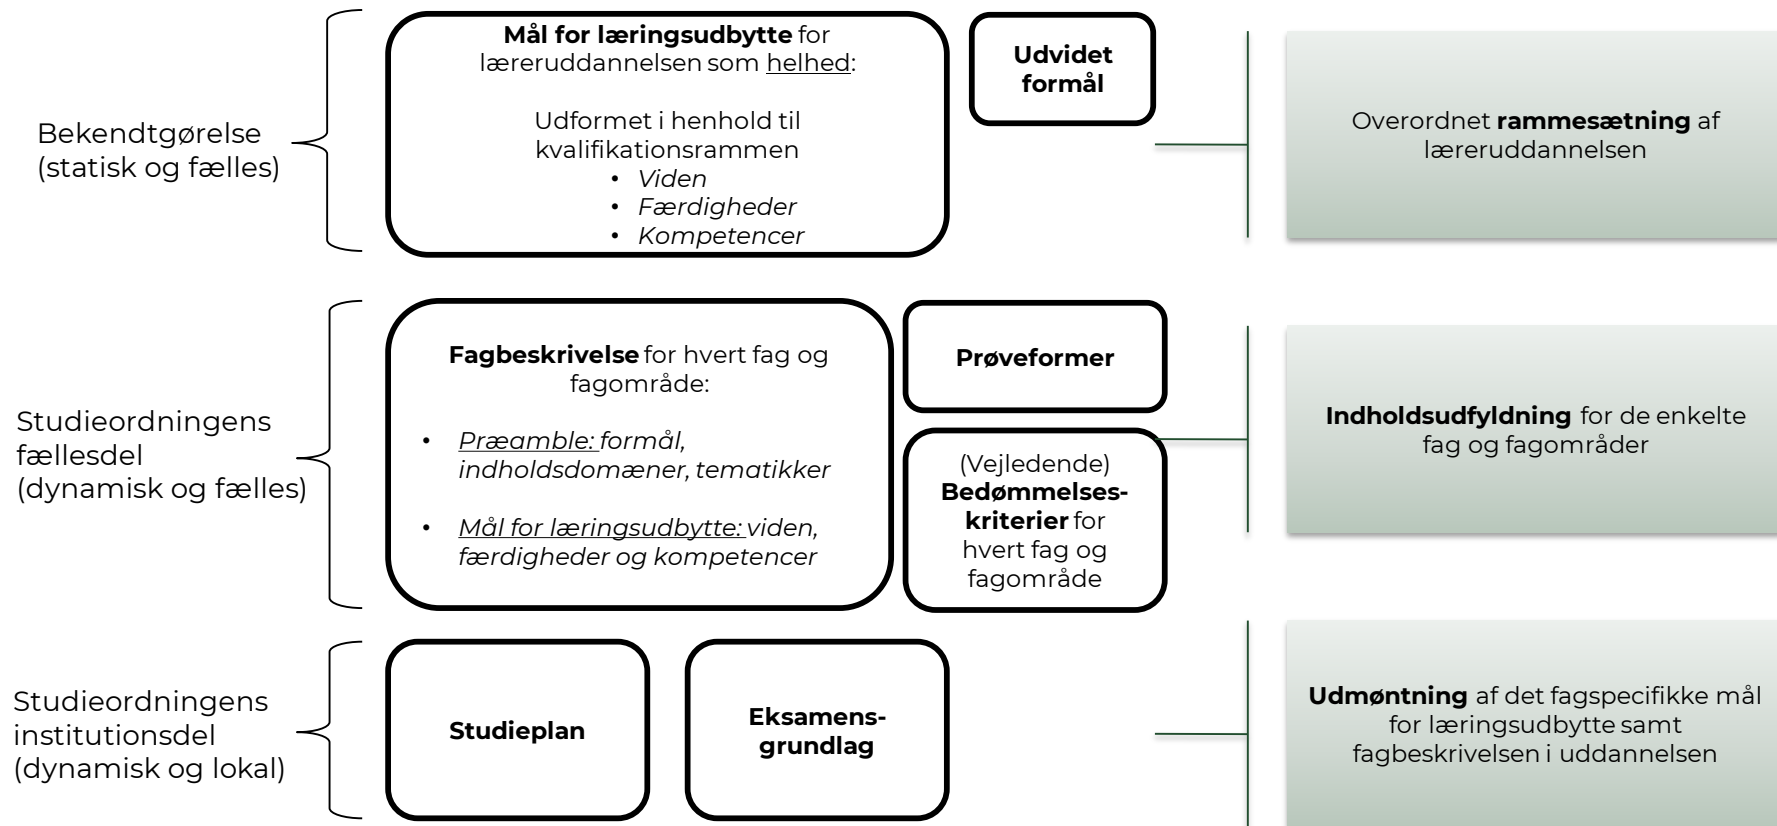 Bekendtgørelse
(statisk og fælles)
Mål for læringsudbytte for
læreruddannelsen som helhed:
Udformet i henhold til
kvalifikationsrammen
• Viden
• Færdigheder
• Kompetencer
Udvidet
formål
Overordnet rammesætning af
læreruddannelsen
Studieordningens
fællesdel
(dynamisk og fælles)
Fagbeskrivelse for hvert fag og
fagområde:
• Præamble: formål,
indholdsdomæner, tematikker
• Mål for læringsudbytte: viden,
færdigheder og kompetencer
Prøveformer
(Vejledende)
Bedømmelses-
kriterier for
hvert fag og
fagområde
Indholdsudfyldning for de enkelte
fag og fagområder
Studieordningens
institutionsdel
(dynamisk og lokal)
Studieplan
Eksamens-
grundlag
Udmøntning af det fagspecifikke mål
for læringsudbytte samt
fagbeskrivelsen i uddannelsen